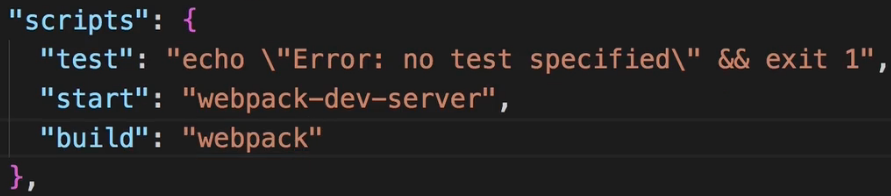 "scripts": {
"test": "echo \"Error: no test specified\" && exit 1",
"start": "webpack-dev-server",
"build": "webpack"
},